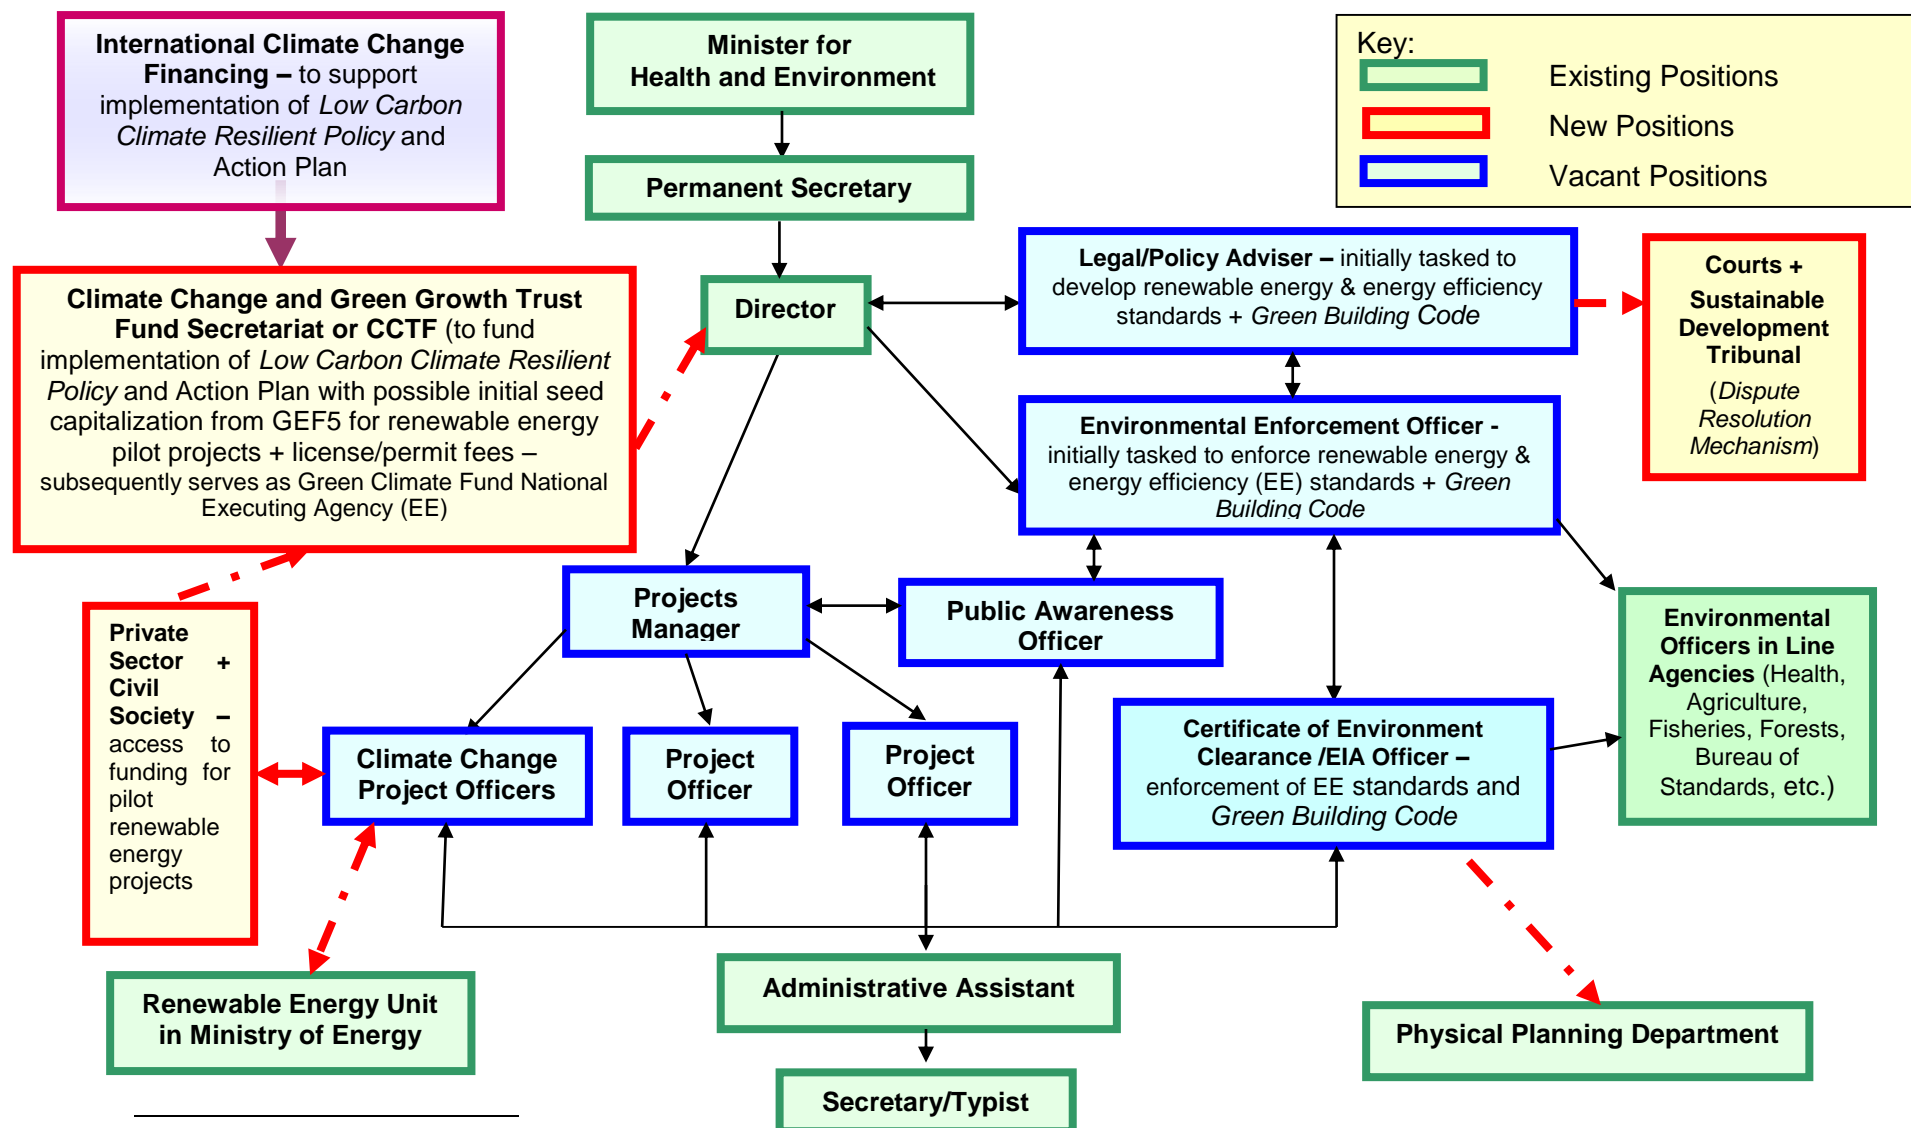 International Climate Change
Financing – to support
implementation of Low Carbon
Climate Resilient Policy and
Action Plan
Minister for
Health and Environment
Key:
Existing Positions
New Positions
Vacant Positions
Permanent Secretary
Climate Change and Green Growth Trust
Fund Secretariat or CCTF (to fund
implementation of Low Carbon Climate Resilient
Policy and Action Plan with possible initial seed
capitalization from GEF5 for renewable energy
pilot projects + license/permit fees –
subsequently serves as Green Climate Fund National
Executing Agency (EE)
Director
Legal/Policy Adviser – initially tasked to
develop renewable energy & energy efficiency
standards + Green Building Code
Courts +
Sustainable
Development
Tribunal
(Dispute
Resolution
Mechanism)
Environmental Enforcement Officer -
initially tasked to enforce renewable energy &
energy efficiency (EE) standards + Green
Building Code
Projects
Manager
Public Awareness
Officer
Private
Sector +
Civil
Society –
access to
funding for
pilot
renewable
energy
projects
Environmental
Officers in Line
Agencies (Health,
Agriculture,
Fisheries, Forests,
Bureau of
Standards, etc.)
Climate Change
Project Officers
Project
Officer
Project
Officer
Certificate of Environment
Clearance /EIA Officer –
enforcement of EE standards and
Green Building Code
Renewable Energy Unit
in Ministry of Energy
Administrative Assistant
Physical Planning Department
Secretary/Typist